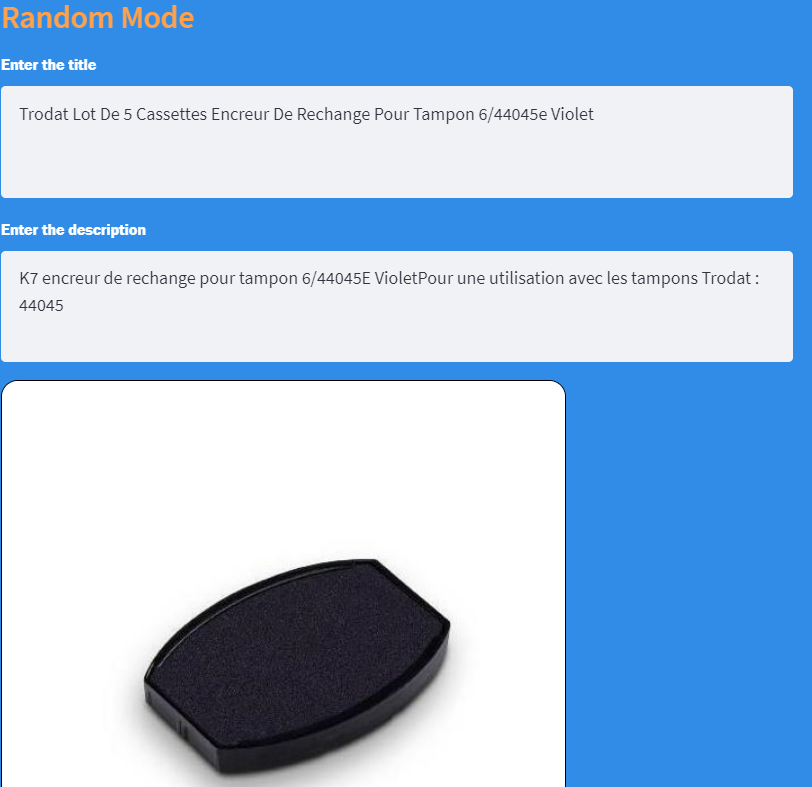 Random Mode
Enter the title
Trodat Lot De 5 Cassettes Encreur De Rechange Pour Tampon 6/44045e Violet
Enter the description
K7 encreur de rechange pour tampon 6/44045E VioletPour une utilisation avec les tampons Trodat :
44045